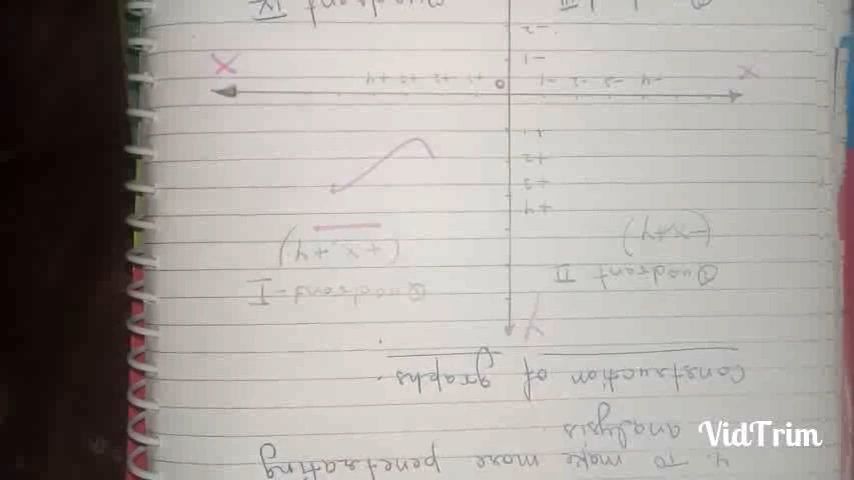 4. To make more penetrating
analysis
Construction of graphs.
Y
Quadrant II
Quadrant-I
(-x+y)
(+x, +y)
+4
+3
+2
+1
X
-4 -3 -2 -1
0
+1 +2 +3 +4
X
-1
-2
Quadrant IV
VidTrim